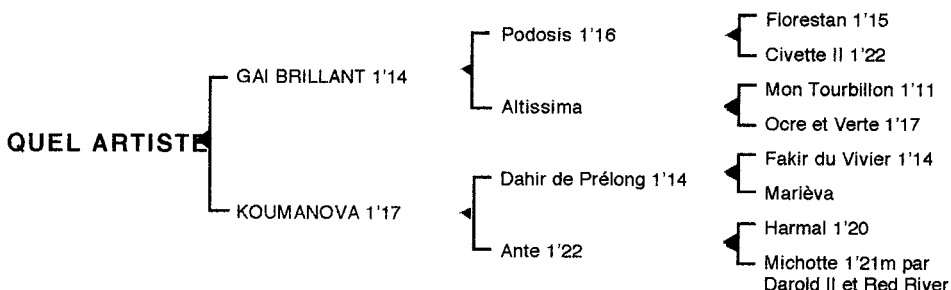 QUEL ARTISTE
GAI BRILLANT 1'14
KOUMANOVA 1'17
Podosis 1'16
Altissima
Dahir de Prélong 1'14
Ante 1'22
Florestan 1'15
Civette II 1'22
Mon Tourbillon 1'11
Ocre et Verte 1'17
Fakir du Vivier 1'14
Marièva
Harmal 1'20
Michotte 1'21m par
Darold II et Red River